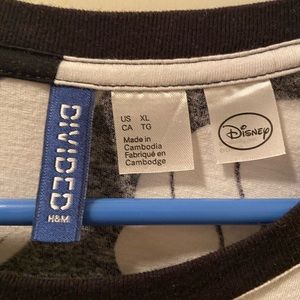 DIVIDED
H&M
US XL
CA TG
Made in
Cambodia
Fabriqué en
Cambodge
Disney